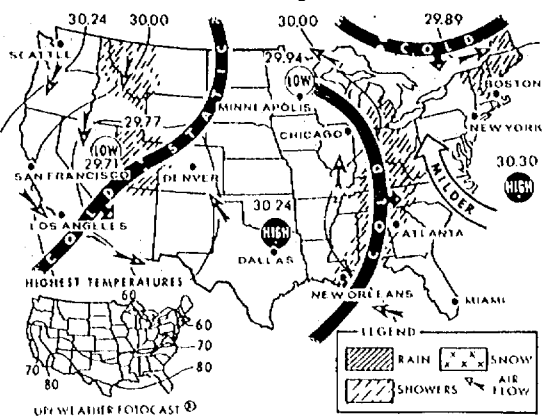 30.24 30.00 30.00 29.89
SEATTLE
STATIC
29.94
COLD
LOW
MINNEAPOLIS
BOSTON
NEW YORK
29.77
LOW
29.71
CHICAGO
SAN FRANCISCO
DENVER
COLD
MILDER
30.30
HIGH
LOS ANGELES
COLD
30.24
HIGH
DALLAS
ATLANTA
HIGHEST TEMPERATURES
60
NEW ORLEANS
MIAMI
60
70
70
80
80
LEGEND
RAIN
SNOW
SHOWERS
AIR FLOW
UPI WEATHER FOTOCAST